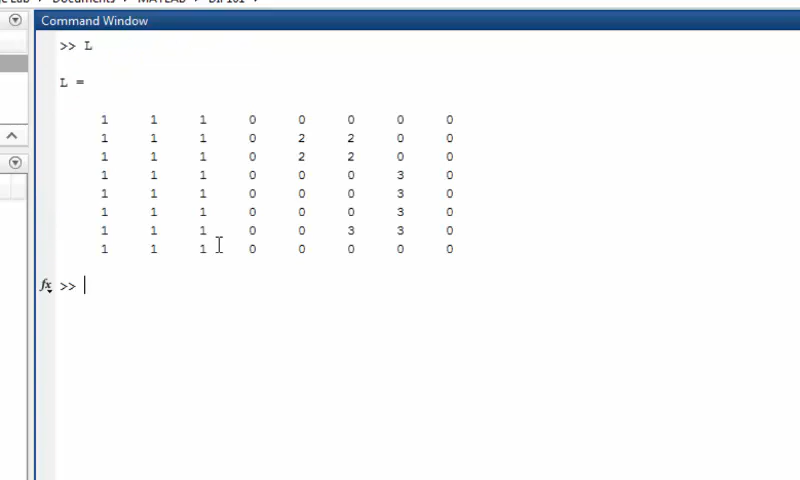 Documents MATLAB
Command Window
>> L
L =
1 1 1 0 0 0 0 0
1 1 1 0 2 2 0 0
1 1 1 0 2 2 0 0
1 1 1 0 0 0 3 0
1 1 1 0 0 0 3 0
1 1 1 0 0 0 3 0
1 1 1 0 0 3 3 0
1 1 1 0 0 0 0 0
fx >>